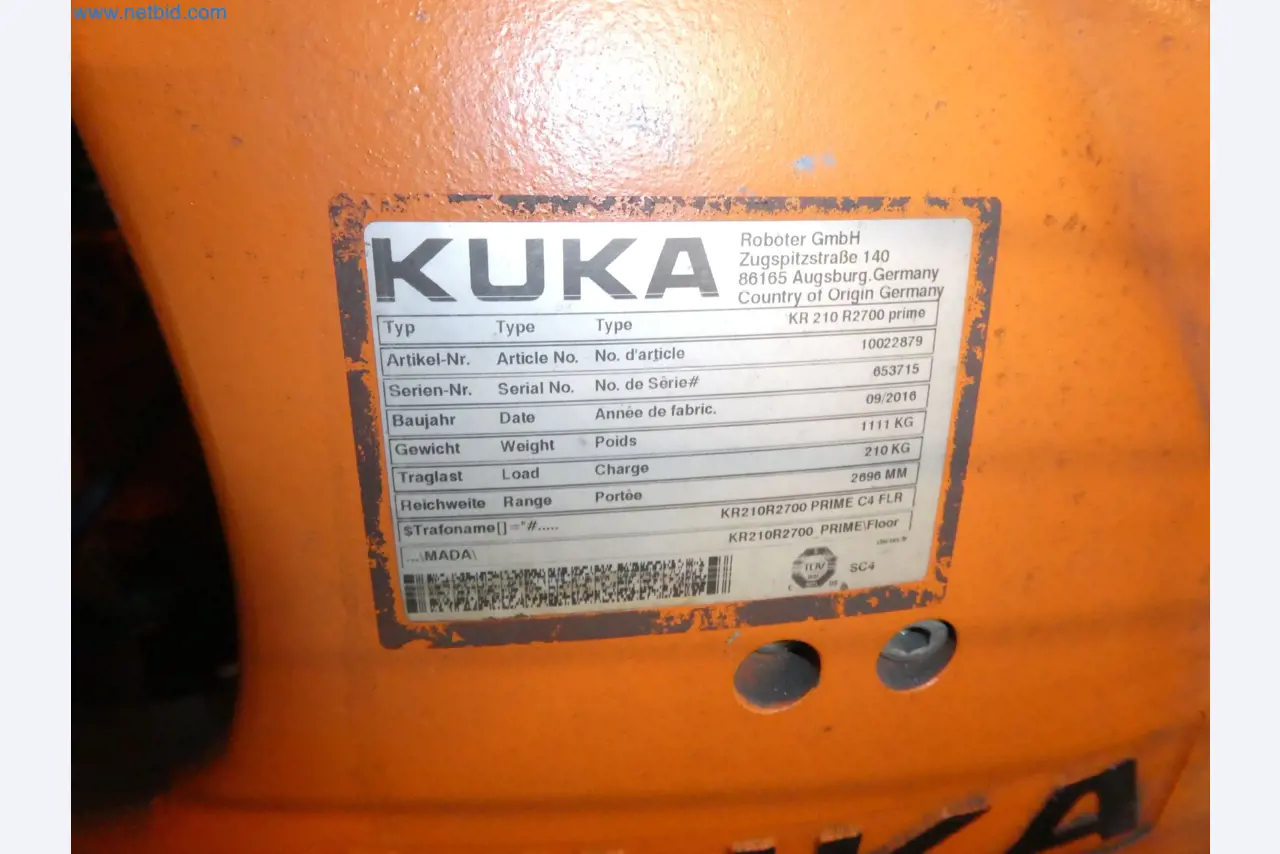 www.netbid.com
KUKA
Roboter GmbH
Zugspitzstraße 140
86165 Augsburg.Germany
Country of Origin Germany
Typ Type Type KR 210 R2700 prime
Artikel-Nr. Article No. No. d'article 10022879
Serien-Nr. Serial No. No. de Série# 653715
Baujahr Date Année de fabric. 09/2016
Gewicht Weight Poids 1111 KG
Traglast Load Charge 210 KG
Reichweite Range Portée 2696 MM
$Trafoname[]="#..... KR210R2700 PRIME C4 FLR
...\MADA\ KR210R2700_PRIME\Floor
TÜV
SC4
KUKA